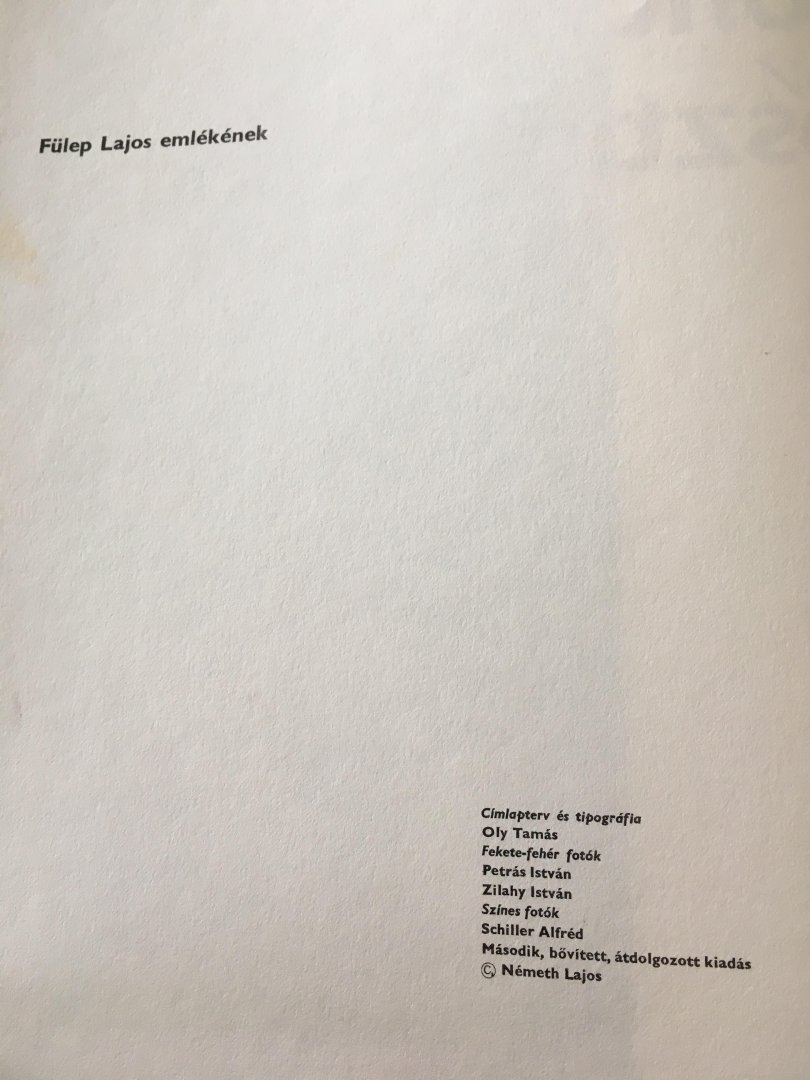 Fülep Lajos emlékének
Címlapterv és tipográfia
Oly Tamás
Fekete-fehér fotók
Petrás István
Zilahy István
Színes fotók
Schiller Alfréd
Második, bővített, átdolgozott kiadás
© Németh Lajos